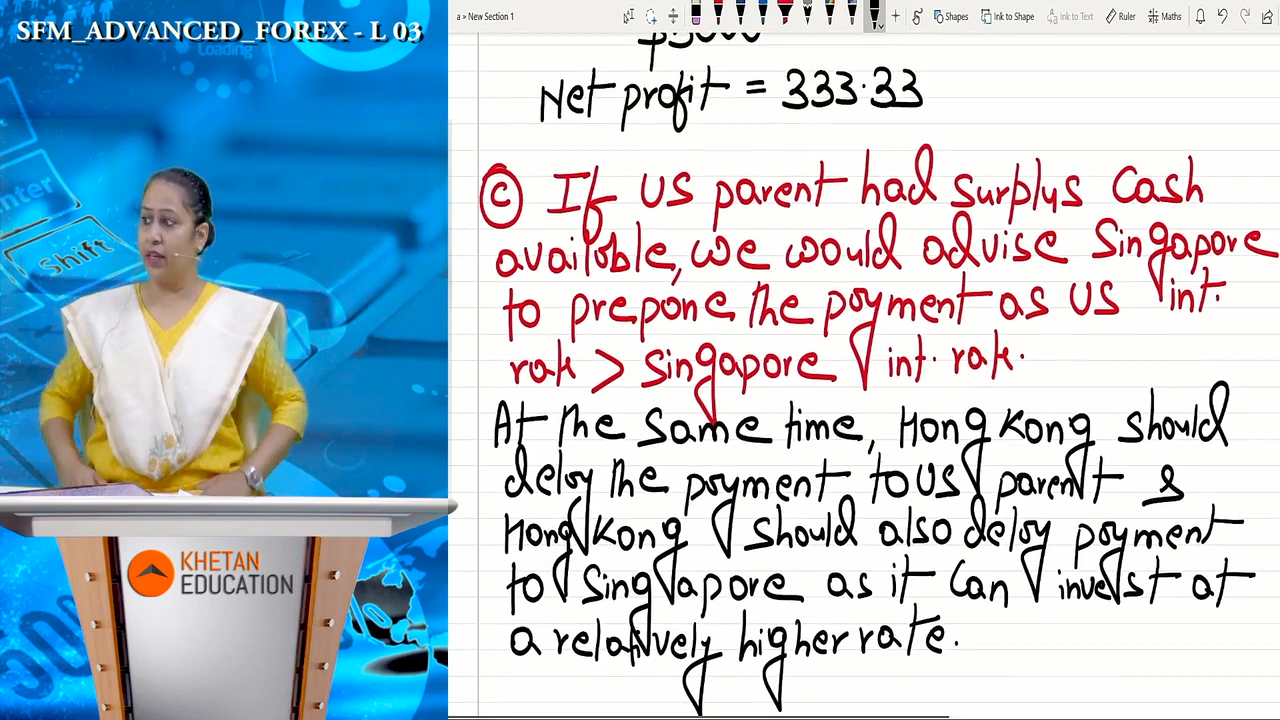 SFM_ADVANCED_FOREX - L 03
Loading
enter
Shift
KHETAN
EDUCATION
a » New Section 1
Shapes
Ink to Shape
Ink to Text
Ruler
Maths
Net profit = 333.33
(C) If US parent had surplus cash
available, we would advise Singapore
to prepone the payment as US int.
rate > Singapore int. rate.
At the same time, Hong Kong should
delay the payment to US parent &
Hong Kong should also delay payment
to Singapore as it can invest at
a relatively higher rate.